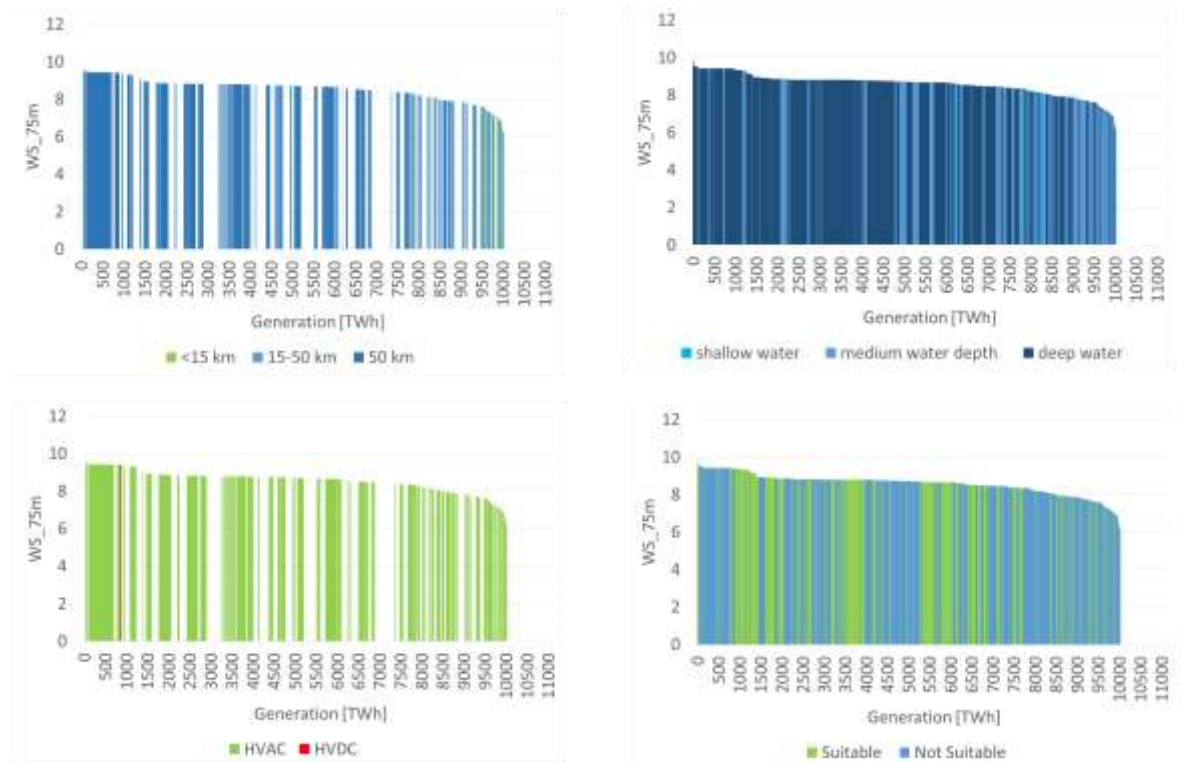 12
10
8
6
4
2
0
WS_75m
0 500 1000 1500 2000 2500 3000 3500 4000 4500 5000 5500 6000 6500 7000 7500 8000 8500 9000 9500 10000 10500 11000
Generation [TWh]
<15 km 15-50 km 50 km
12
10
8
6
4
2
0
WS_75m
0 500 1000 1500 2000 2500 3000 3500 4000 4500 5000 5500 6000 6500 7000 7500 8000 8500 9000 9500 10000 10500 11000
Generation [TWh]
shallow water medium water depth deep water
12
10
8
6
4
2
0
WS_75m
0 500 1000 1500 2000 2500 3000 3500 4000 4500 5000 5500 6000 6500 7000 7500 8000 8500 9000 9500 10000 10500 11000
Generation [TWh]
HVAC HVDC
12
10
8
6
4
2
0
WS_75m
0 500 1000 1500 2000 2500 3000 3500 4000 4500 5000 5500 6000 6500 7000 7500 8000 8500 9000 9500 10000 10500 11000
Generation [TWh]
Suitable Not Suitable